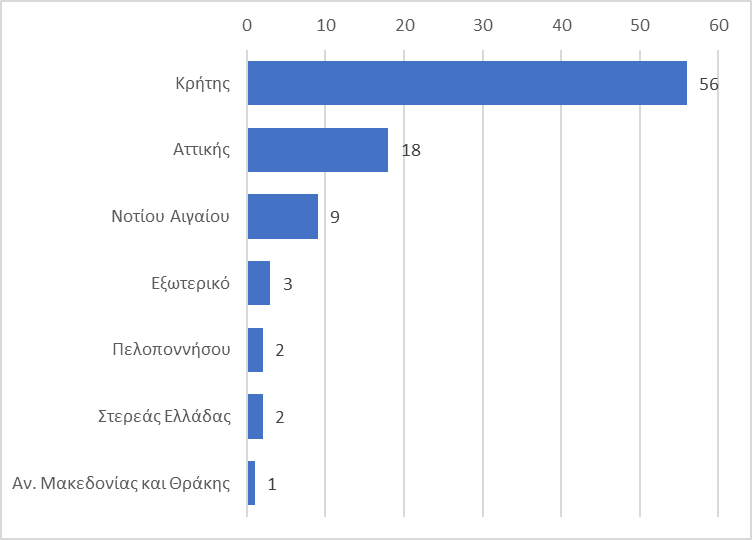 0 10 20 30 40 50 60
Κρήτης 56
Αττικής 18
Νοτίου Αιγαίου 9
Εξωτερικό 3
Πελοποννήσου 2
Στερεάς Ελλάδας 2
Αν. Μακεδονίας και Θράκης 1